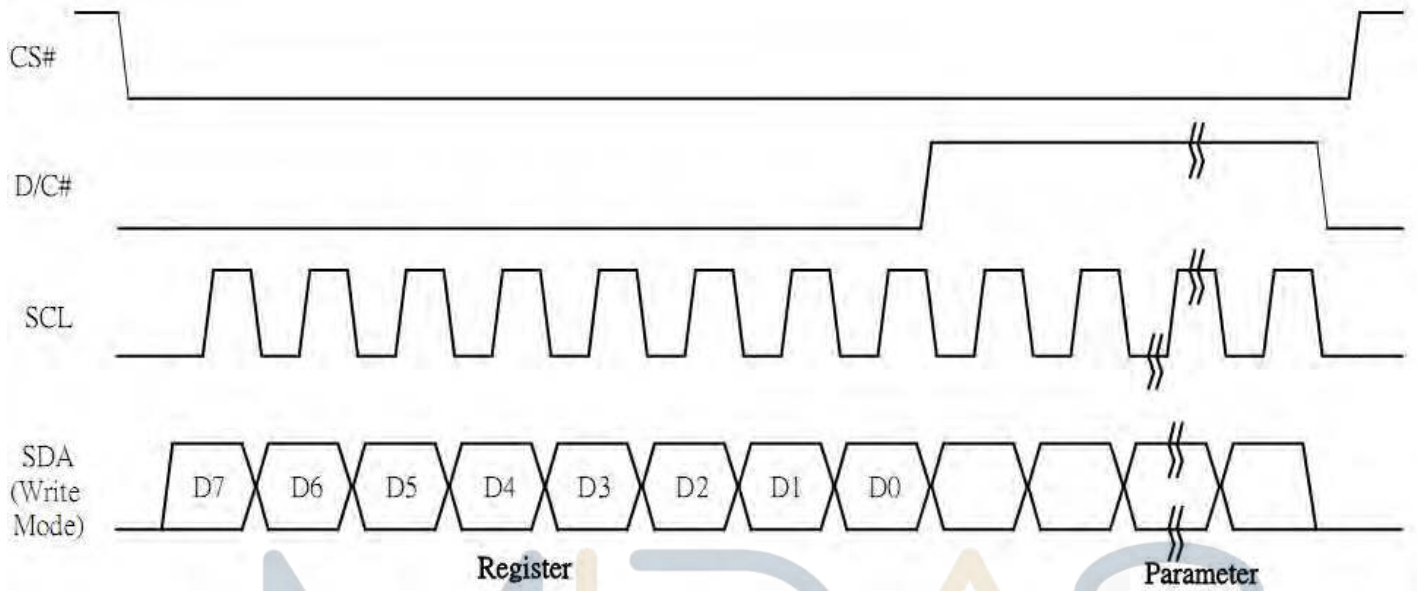 CS#
D/C#
SCL
SDA
(Write
Mode)
D7 D6 D5 D4 D3 D2 D1 D0
Register
Parameter